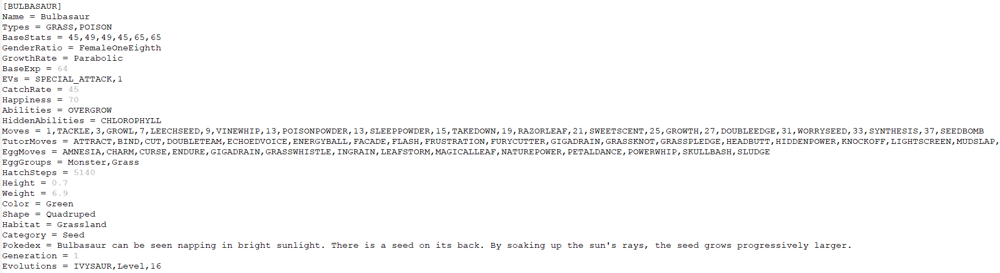 [BULBASAUR]
Name = Bulbasaur
Types = GRASS,POISON
BaseStats = 45,49,49,45,65,65
GenderRatio = FemaleOneEighth
GrowthRate = Parabolic
BaseExp = 64
EVs = SPECIAL_ATTACK,1
CatchRate = 45
Happiness = 70
Abilities = OVERGROW
HiddenAbilities = CHLOROPHYLL
Moves = 1,TACKLE,3,GROWL,7,LEECHSEED,9,VINEWHIP,13,POISONPOWDER,13,SLEEPPOWDER,15,TAKEDOWN,19,RAZORLEAF,21,SWEETSCENT,25,GROWTH,27,DOUBLEEDGE,31,WORRYSEED,33,SYNTHESIS,37,SEEDBOMB
TutorMoves = ATTRACT,BIND,CUT,DOUBLETEAM,ECHOEDVOICE,ENERGYBALL,FACADE,FLASH,FRUSTRATION,FURYCUTTER,GIGADRAIN,GRASSKNOT,GRASSPLEDGE,HEADBUTT,HIDDENPOWER,KNOCKOFF,LIGHTSCREEN,MUDSLAP,
EggMoves = AMNESIA,CHARM,CURSE,ENDURE,GIGADRAIN,GRASSWHISTLE,INGRAIN,LEAFSTORM,MAGICALLEAF,NATUREPOWER,PETALDANCE,POWERWHIP,SKULLBASH,SLUDGE
EggGroups = Monster,Grass
HatchSteps = 5140
Height = 0.7
Weight = 6.9
Color = Green
Shape = Quadruped
Habitat = Grassland
Category = Seed
Pokedex = Bulbasaur can be seen napping in bright sunlight. There is a seed on its back. By soaking up the sun's rays, the seed grows progressively larger.
Generation = 1
Evolutions = IVYSAUR,Level,16